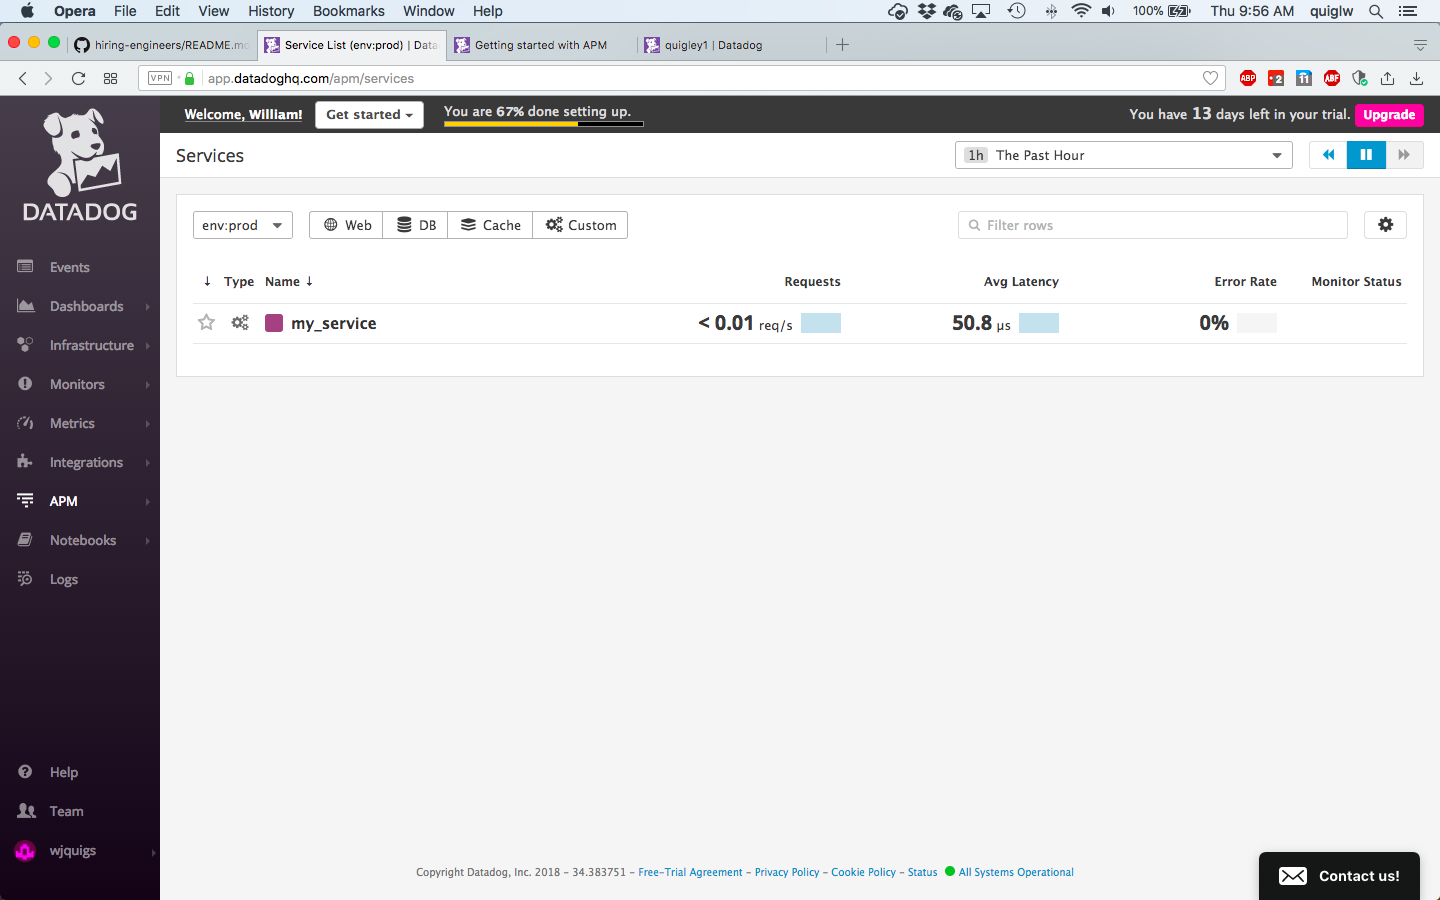 Opera File Edit View History Bookmarks Window Help 100% Thu 9:56 AM quiglw
hiring-engineers/README.m
Service List (env:prod) | Data
Getting started with APM
quigley1 | Datadog
VPN app.datadoghq.com/apm/services
ABP 2 ABF
Welcome, William! Get started You are 67% done setting up. You have 13 days left in your trial. Upgrade
DATADOG
Services 1h The Past Hour
env:prod Web DB Cache Custom Filter rows
Type Name Requests Avg Latency Error Rate Monitor Status
my_service < 0.01 req/s 50.8 µs 0%
Events
Dashboards
Infrastructure
Monitors
Metrics
Integrations
APM
Notebooks
Logs
Help
Team
wjquigs
Copyright Datadog, Inc. 2018 - 34.383751 - Free-Trial Agreement - Privacy Policy - Cookie Policy - Status All Systems Operational
Contact us!